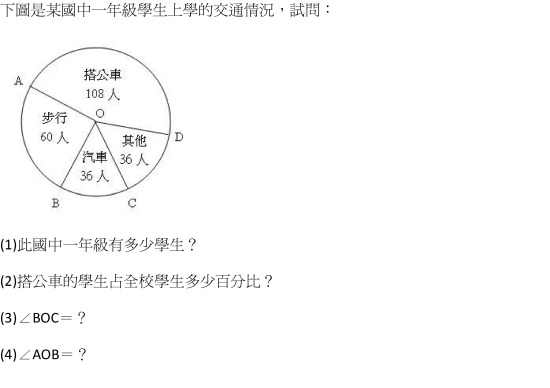 下圖是某國中一年級學生上學的交通情況，試問：
搭公車
108 人
A
O
步行
60 人
其他
36 人
D
汽車
36 人
B
C
(1)此國中一年級有多少學生？
(2)搭公車的學生占全校學生多少百分比？
(3)∠BOC＝？
(4)∠AOB＝？